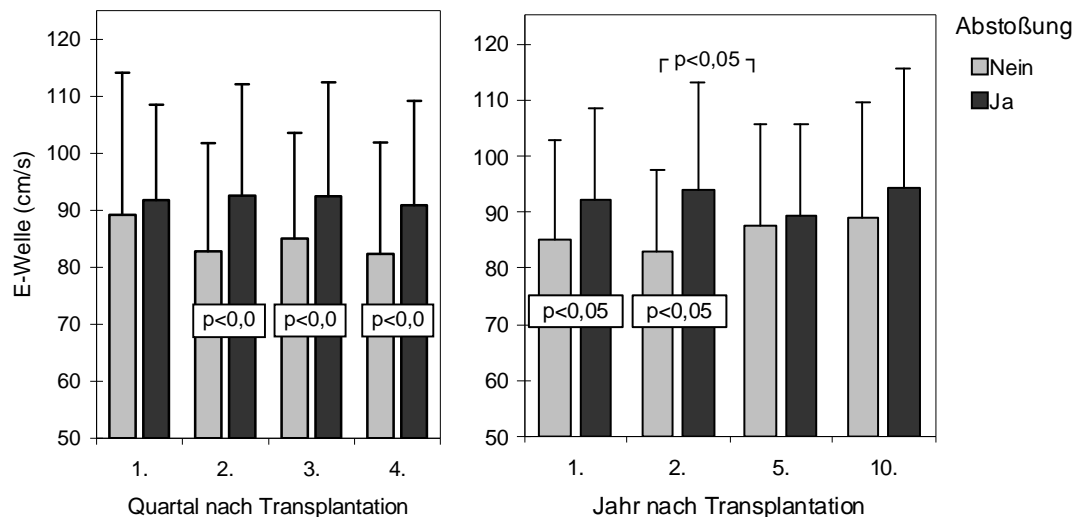 E-Welle (cm/s)
120
110
100
90
80
70
60
50
p<0,0
p<0,0
p<0,0
1. 2. 3. 4.
Quartal nach Transplantation
120
110
100
90
80
70
60
50
p<0,05
p<0,05
p<0,05
1. 2. 5. 10.
Jahr nach Transplantation
Abstoßung
Nein
Ja